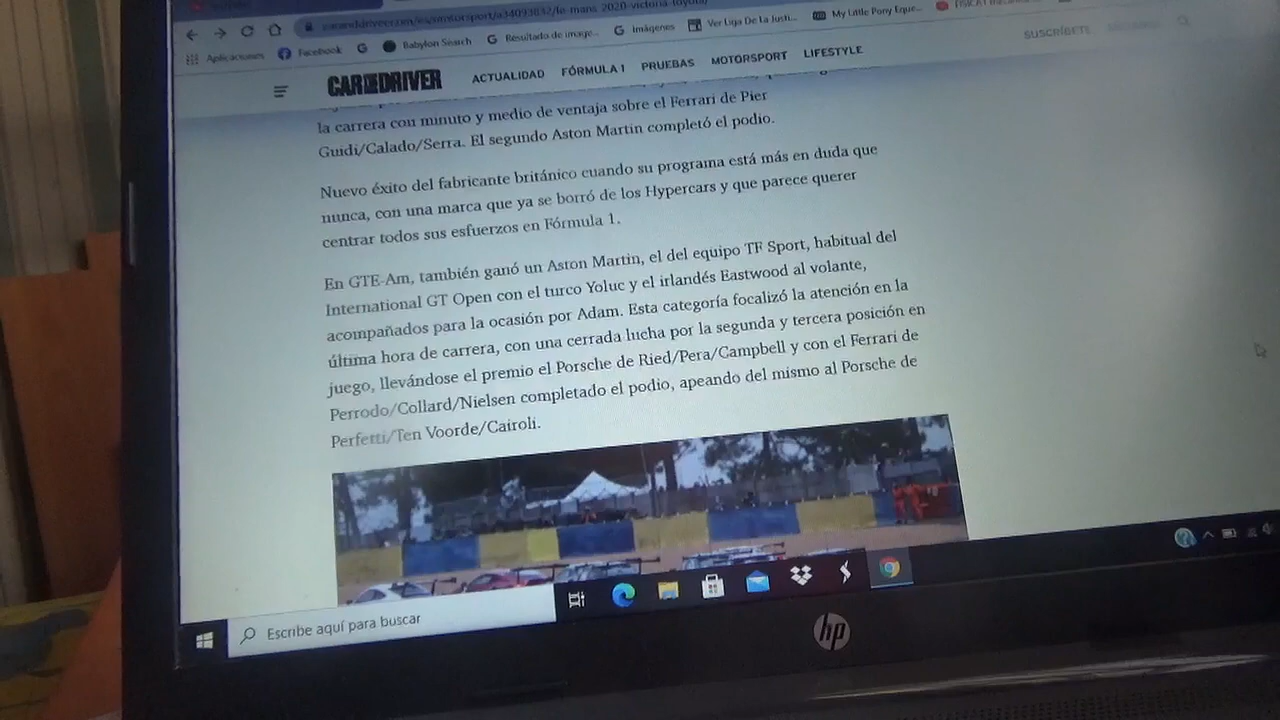 caranddriver.com/es/motorsport/a34093832/le-mans-2020-victoria-toyota/
Aplicaciones Facebook Babylon Search Resultado de image... Imágenes Ver Liga De La Justi... My Little Pony Eque...
CAR AND DRIVER ACTUALIDAD FÓRMULA 1 PRUEBAS MOTORSPORT LIFESTYLE SUSCRÍBETE
la carrera con minuto y medio de ventaja sobre el Ferrari de Pier
Guidi/Calado/Serra. El segundo Aston Martin completó el podio.
Nuevo éxito del fabricante británico cuando su programa está más en duda que
nunca, con una marca que ya se borró de los Hypercars y que parece querer
centrar todos sus esfuerzos en Fórmula 1.
En GTE-Am, también ganó un Aston Martin, el del equipo TF Sport, habitual del
International GT Open con el turco Yoluc y el irlandés Eastwood al volante,
acompañados para la ocasión por Adam. Esta categoría focalizó la atención en la
última hora de carrera, con una cerrada lucha por la segunda y tercera posición en
juego, llevándose el premio el Porsche de Ried/Pera/Campbell y con el Ferrari de
Perrodo/Collard/Nielsen completado el podio, apeando del mismo al Porsche de
Perfetti/Ten Voorde/Cairoli.
Escribe aquí para buscar
hp